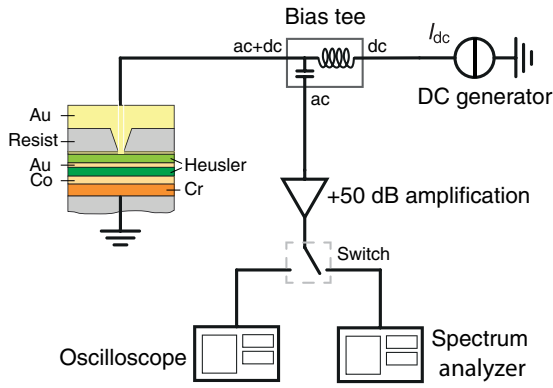 Bias tee
ac+dc
dc
I_dc
ac
DC generator
Au
Resist
Au
Co
Heusler
Cr
+50 dB amplification
Switch
Oscilloscope
Spectrum
analyzer